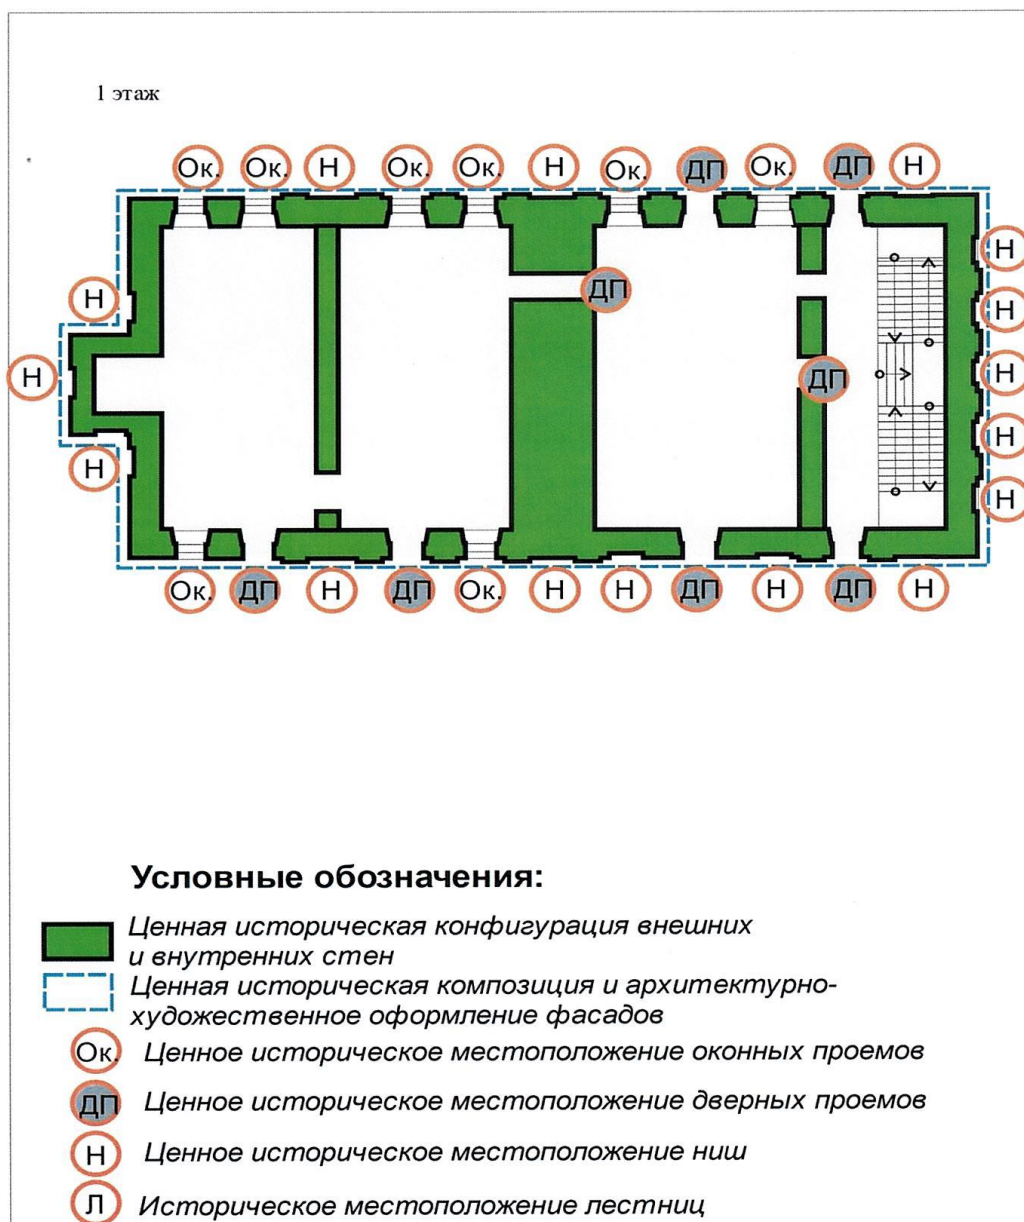 1 этаж
Ок. Ок. Н Ок. Ок. Н Ок. ДП Ок. ДП Н
Н
Н
ДП
Н
Н
Н
ДП
Н
Н
Н
Н
Ок. ДП Н ДП Ок. Н Н ДП Н ДП Н
Условные обозначения:
Ценная историческая конфигурация внешних
и внутренних стен
Ценная историческая композиция и архитектурно-
художественное оформление фасадов
Ок. Ценное историческое местоположение оконных проемов
ДП Ценное историческое местоположение дверных проемов
Н Ценное историческое местоположение ниш
Л Историческое местоположение лестниц